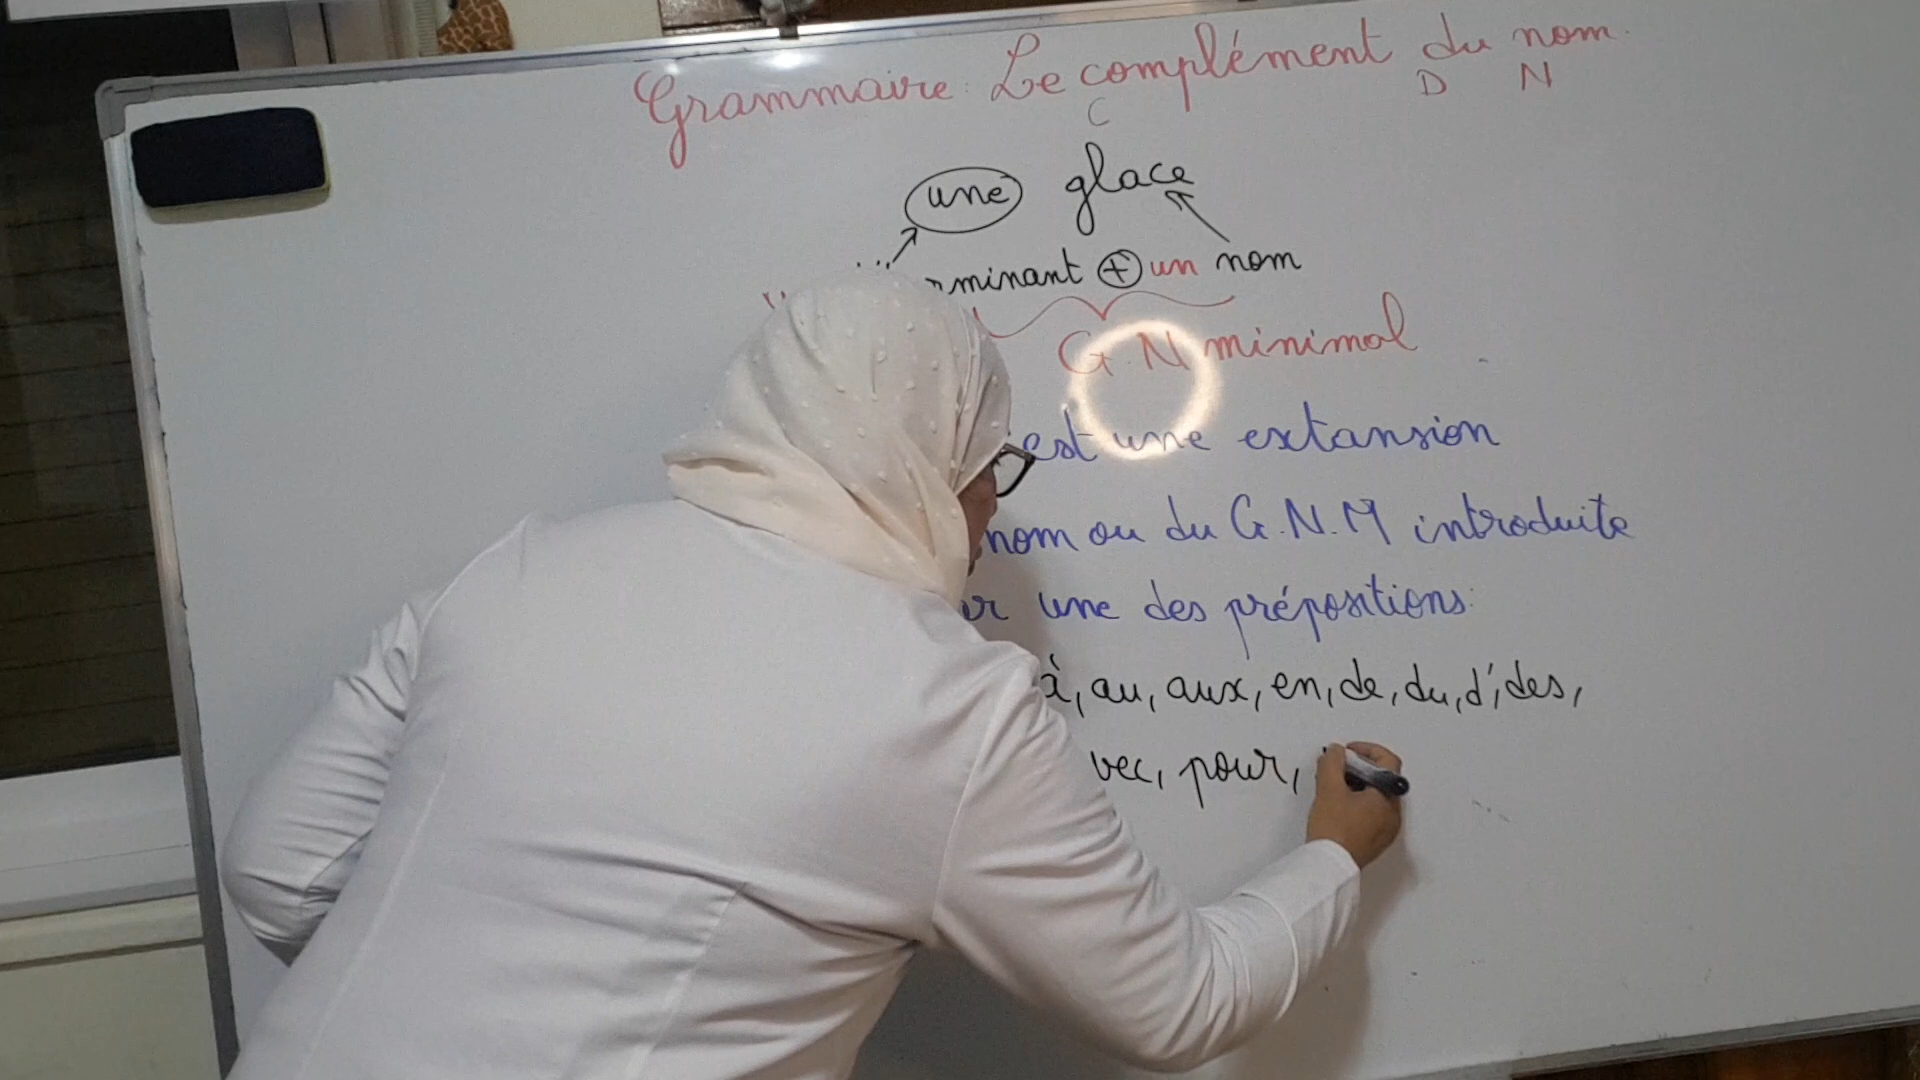 Grammaire: Le complément du nom.
C D N
une glace
minant + un nom
G.N minimal
est une extansion
nom ou du G.N.M introduite
une des prépositions:
à, au, aux, en, de, du, d', des,
vec, pour,